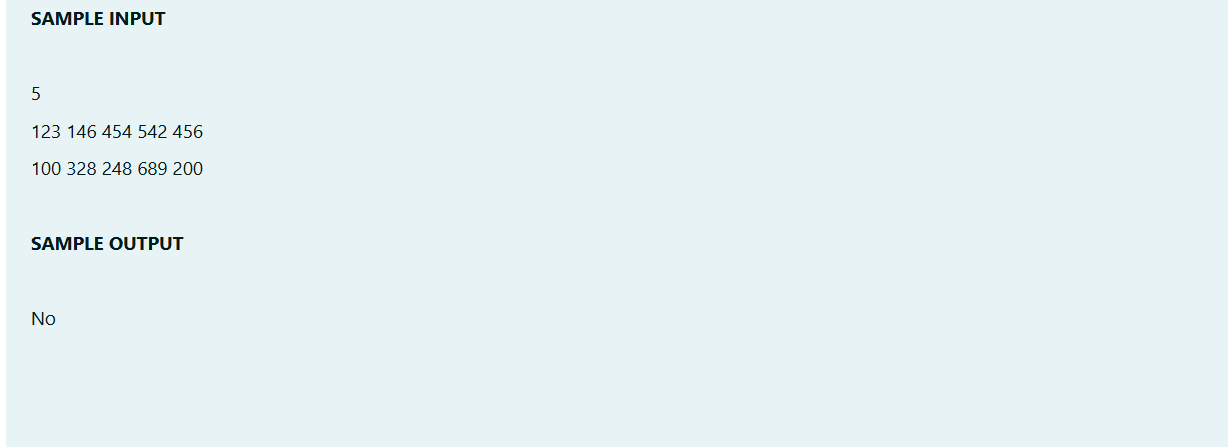 SAMPLE INPUT
5
123 146 454 542 456
100 328 248 689 200
SAMPLE OUTPUT
No